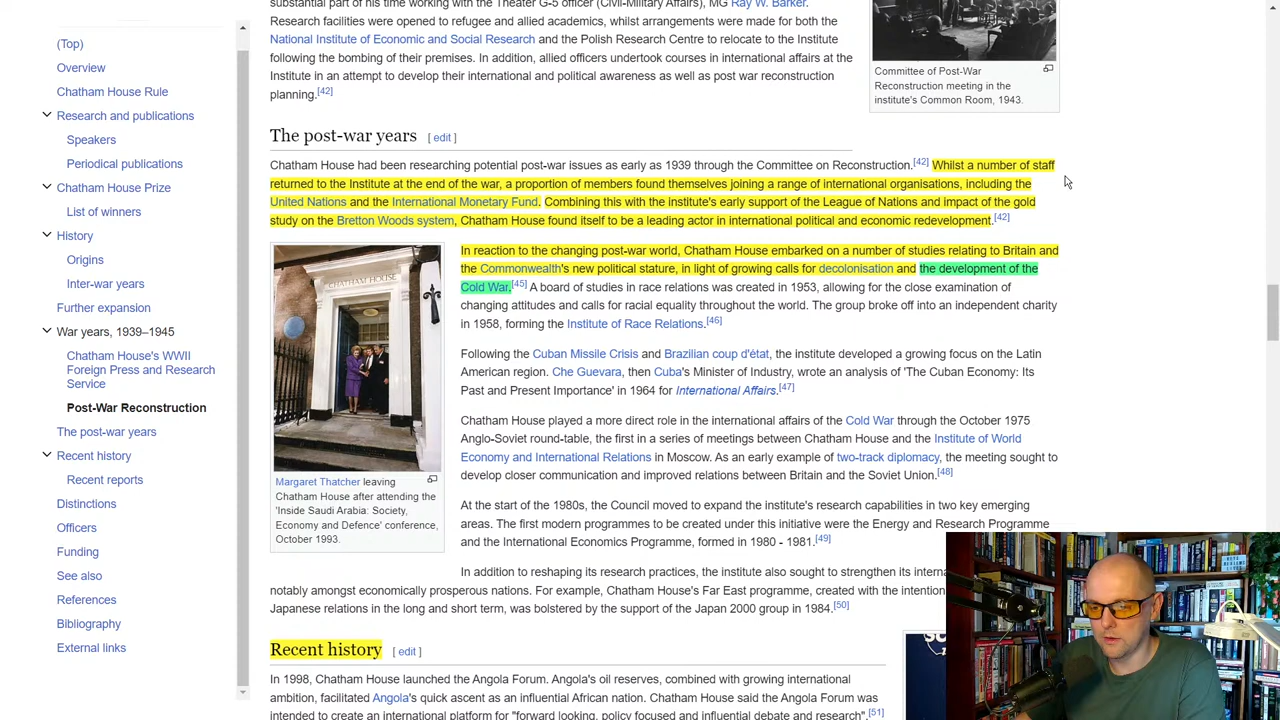 (Top)
Overview
Chatham House Rule
Research and publications
Speakers
Periodical publications
Chatham House Prize
List of winners
History
Origins
Inter-war years
Further expansion
War years, 1939–1945
Chatham House's WWII
Foreign Press and Research
Service
Post-War Reconstruction
The post-war years
Recent history
Recent reports
Distinctions
Officers
Funding
See also
References
Bibliography
External links
substantial part of his time working with the Theater G-5 officer (Civil-Military Affairs), MG Ray W. Barker.
Research facilities were opened to refugee and allied academics, whilst arrangements were made for both the
National Institute of Economic and Social Research and the Polish Research Centre to relocate to the Institute
following the bombing of their premises. In addition, allied officers undertook courses in international affairs at the
Institute in an attempt to develop their international and political awareness as well as post war reconstruction
planning.[42]
Committee of Post-War
Reconstruction meeting in the
institute's Common Room, 1943.
The post-war years [ edit ]
Chatham House had been researching potential post-war issues as early as 1939 through the Committee on Reconstruction.[42] Whilst a number of staff
returned to the Institute at the end of the war, a proportion of members found themselves joining a range of international organisations, including the
United Nations and the International Monetary Fund. Combining this with the institute's early support of the League of Nations and impact of the gold
study on the Bretton Woods system, Chatham House found itself to be a leading actor in international political and economic redevelopment.[42]
CHATHAM HOUSE
Margaret Thatcher leaving
Chatham House after attending the
'Inside Saudi Arabia: Society,
Economy and Defence' conference,
October 1993.
In reaction to the changing post-war world, Chatham House embarked on a number of studies relating to Britain and
the Commonwealth's new political stature, in light of growing calls for decolonisation and the development of the
Cold War.[45] A board of studies in race relations was created in 1953, allowing for the close examination of
changing attitudes and calls for racial equality throughout the world. The group broke off into an independent charity
in 1958, forming the Institute of Race Relations.[46]
Following the Cuban Missile Crisis and Brazilian coup d'état, the institute developed a growing focus on the Latin
American region. Che Guevara, then Cuba's Minister of Industry, wrote an analysis of 'The Cuban Economy: Its
Past and Present Importance' in 1964 for International Affairs.[47]
Chatham House played a more direct role in the international affairs of the Cold War through the October 1975
Anglo-Soviet round-table, the first in a series of meetings between Chatham House and the Institute of World
Economy and International Relations in Moscow. As an early example of two-track diplomacy, the meeting sought to
develop closer communication and improved relations between Britain and the Soviet Union.[48]
At the start of the 1980s, the Council moved to expand the institute's research capabilities in two key emerging
areas. The first modern programmes to be created under this initiative were the Energy and Research Programme
and the International Economics Programme, formed in 1980 - 1981.[49]
In addition to reshaping its research practices, the institute also sought to strengthen its
notably amongst economically prosperous nations. For example, Chatham House's Far East programme, created with the
Japanese relations in the long and short term, was bolstered by the support of the Japan 2000 group in 1984.[50]
Recent history [ edit ]
In 1998, Chatham House launched the Angola Forum. Angola's oil reserves, combined with growing international
ambition, facilitated Angola's quick ascent as an influential African nation. Chatham House said the Angola Forum was
intended to create an international platform for "forward looking, policy focused and influential debate and research".[51]